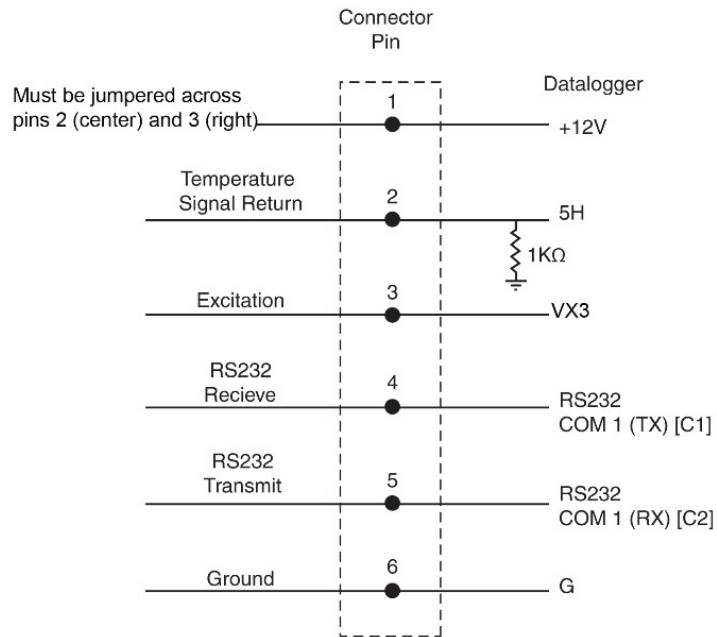 Connector
Pin
Datalogger
Must be jumpered across
pins 2 (center) and 3 (right)
1
+12V
Temperature
Signal Return
2
5H
1KΩ
Excitation
3
VX3
RS232
Recieve
4
RS232
COM 1 (TX) [C1]
RS232
Transmit
5
RS232
COM 1 (RX) [C2]
Ground
6
G